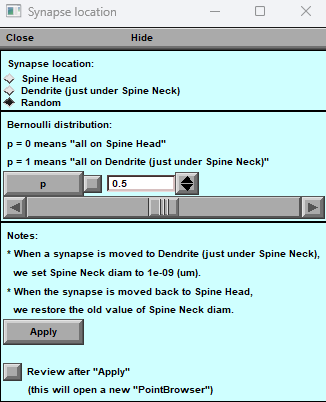 Synapse location
Close Hide
Synapse location:
Spine Head
Dendrite (just under Spine Neck)
Random
Bernoulli distribution:
p = 0 means "all on Spine Head"
p = 1 means "all on Dendrite (just under Spine Neck)"
p 0.5
Notes:
* When a synapse is moved to Dendrite (just under Spine Neck),
we set Spine Neck diam to 1e-09 (um).
* When the synapse is moved back to Spine Head,
we restore the old value of Spine Neck diam.
Apply
Review after "Apply"
(this will open a new "PointBrowser")